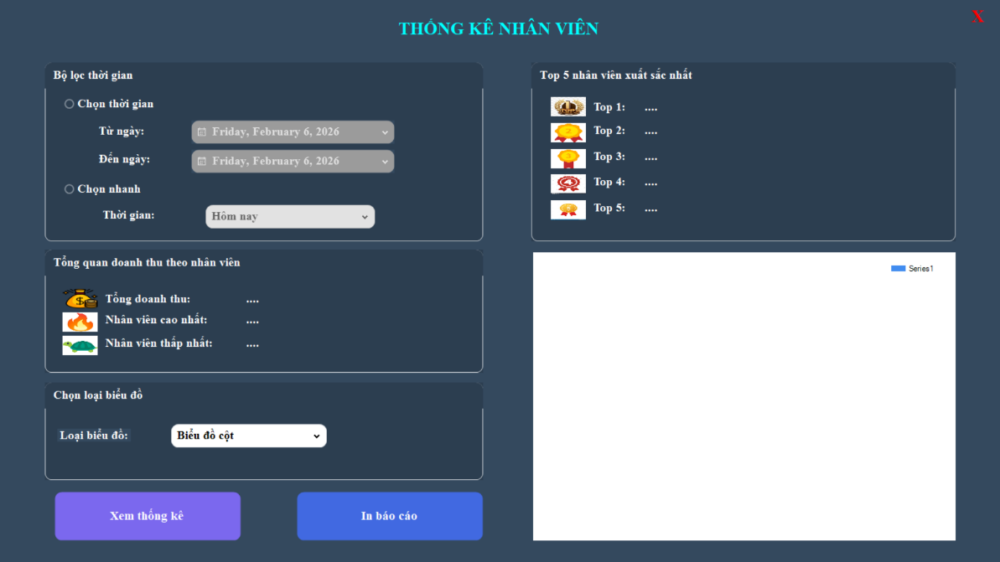 X
THỐNG KÊ NHÂN VIÊN
Bộ lọc thời gian
Chọn thời gian
Từ ngày: Friday, February 6, 2026
Đến ngày: Friday, February 6, 2026
Chọn nhanh
Thời gian: Hôm nay
Tổng quan doanh thu theo nhân viên
Tổng doanh thu: ....
Nhân viên cao nhất: ....
Nhân viên thấp nhất: ....
Chọn loại biểu đồ
Loại biểu đồ: Biểu đồ cột
Xem thống kê
In báo cáo
Top 5 nhân viên xuất sắc nhất
Top 1: ....
2 Top 2: ....
3 Top 3: ....
4 Top 4: ....
Top 5: ....
Series1